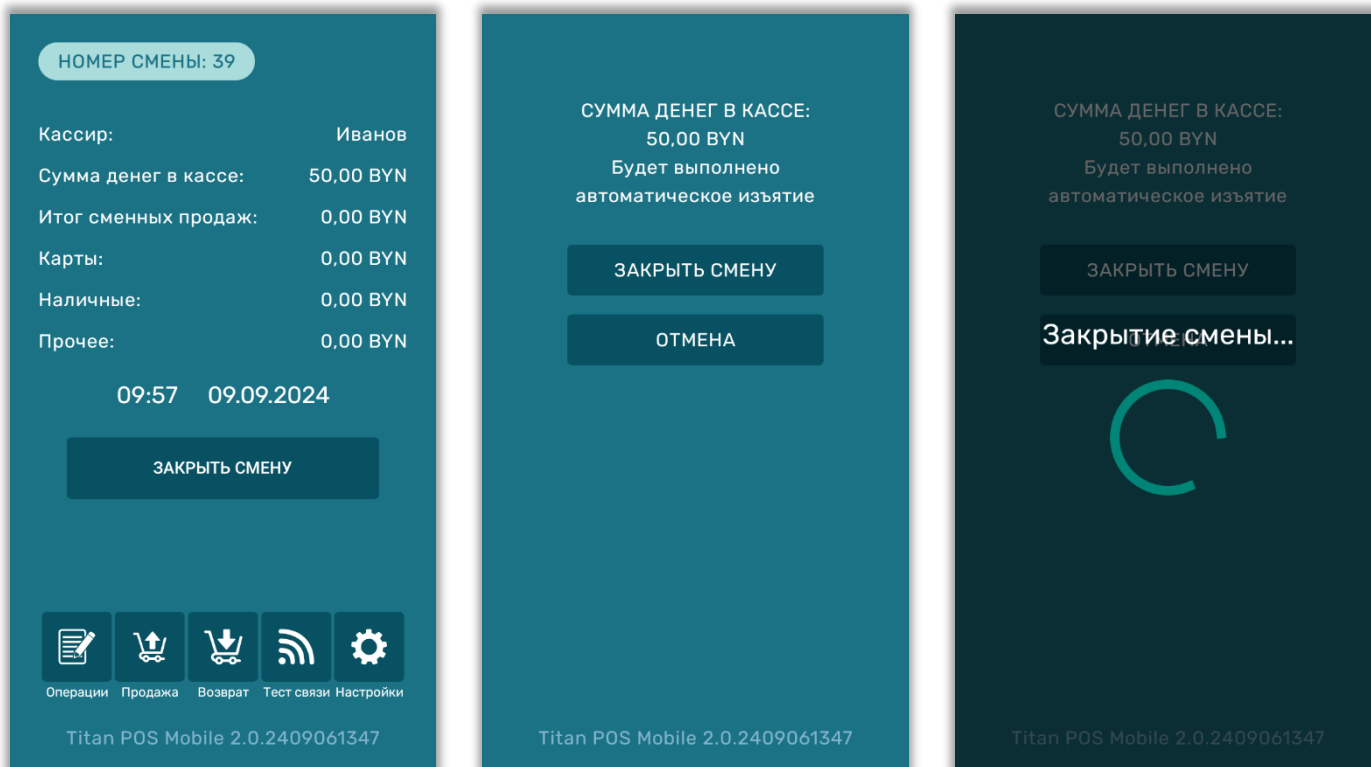 НОМЕР СМЕНЫ: 39
Кассир: Иванов
Сумма денег в кассе: 50,00 BYN
Итог сменных продаж: 0,00 BYN
Карты: 0,00 BYN
Наличные: 0,00 BYN
Прочее: 0,00 BYN
09:57 09.09.2024
ЗАКРЫТЬ СМЕНУ
Операции Продажа Возврат Тест связи Настройки
Titan POS Mobile 2.0.2409061347
СУММА ДЕНЕГ В КАССЕ:
50,00 BYN
Будет выполнено
автоматическое изъятие
ЗАКРЫТЬ СМЕНУ
ОТМЕНА
Titan POS Mobile 2.0.2409061347
СУММА ДЕНЕГ В КАССЕ:
50,00 BYN
Будет выполнено
автоматическое изъятие
ЗАКРЫТЬ СМЕНУ
ОТМЕНА
Закрытие смены...
Titan POS Mobile 2.0.2409061347